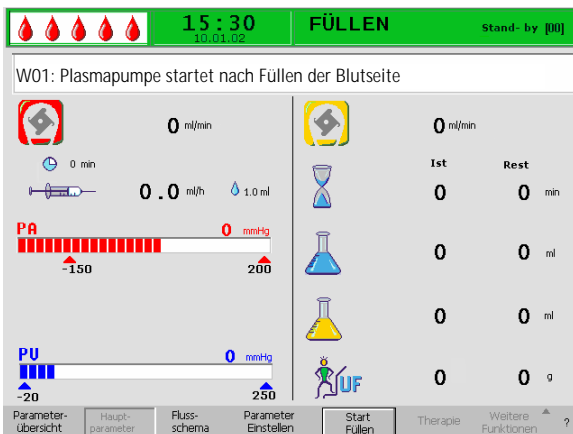 15:30
10.01.02
FÜLLEN
Stand- by [00]
W01: Plasmapumpe startet nach Füllen der Blutseite
0 ml/min
0 ml/min
0 min
0.0 ml/h 1.0 ml
Ist Rest
0 0 min
PA 0 mmHg
-150 200
0 0 ml
0 0 ml
PV 0 mmHg
-20 250
UF 0 0 g
Parameter-
übersicht
Haupt-
parameter
Fluss-
schema
Parameter
Einstellen
Start
Füllen
Therapie
Weitere
Funktionen
?